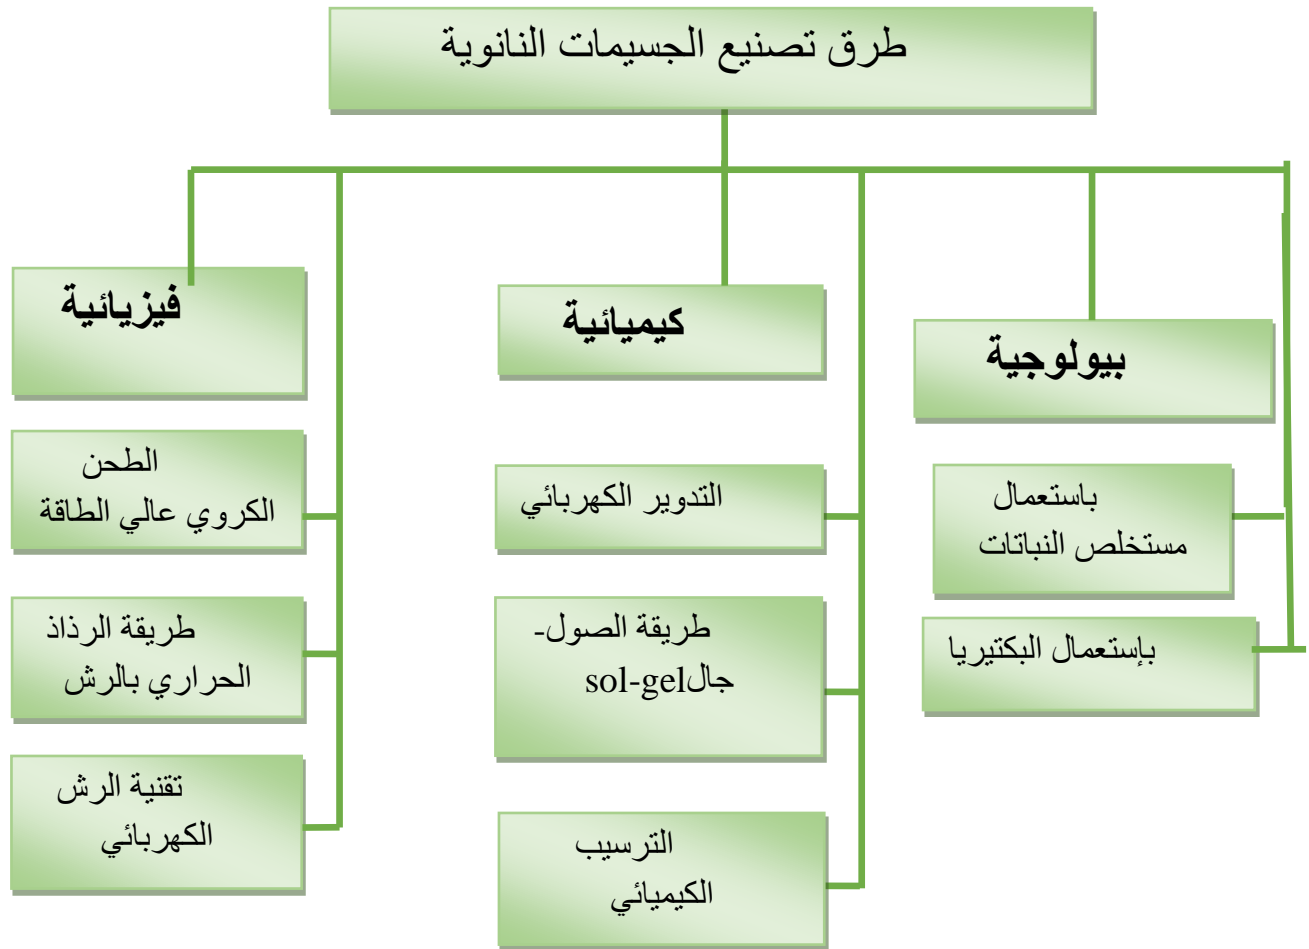 طرق تصنيع الجسيمات النانوية
بيولوجية
باستعمال
مستخلص النباتات
بإستعمال البكتيريا
كيميائية
التدوير الكهربائي
طريقة الصول-
جالsol-gel
الترسيب
الكيميائي
فيزيائية
الطحن
الكروي عالي الطاقة
طريقة الرذاذ
الحراري بالرش
تقنية الرش
الكهربائي